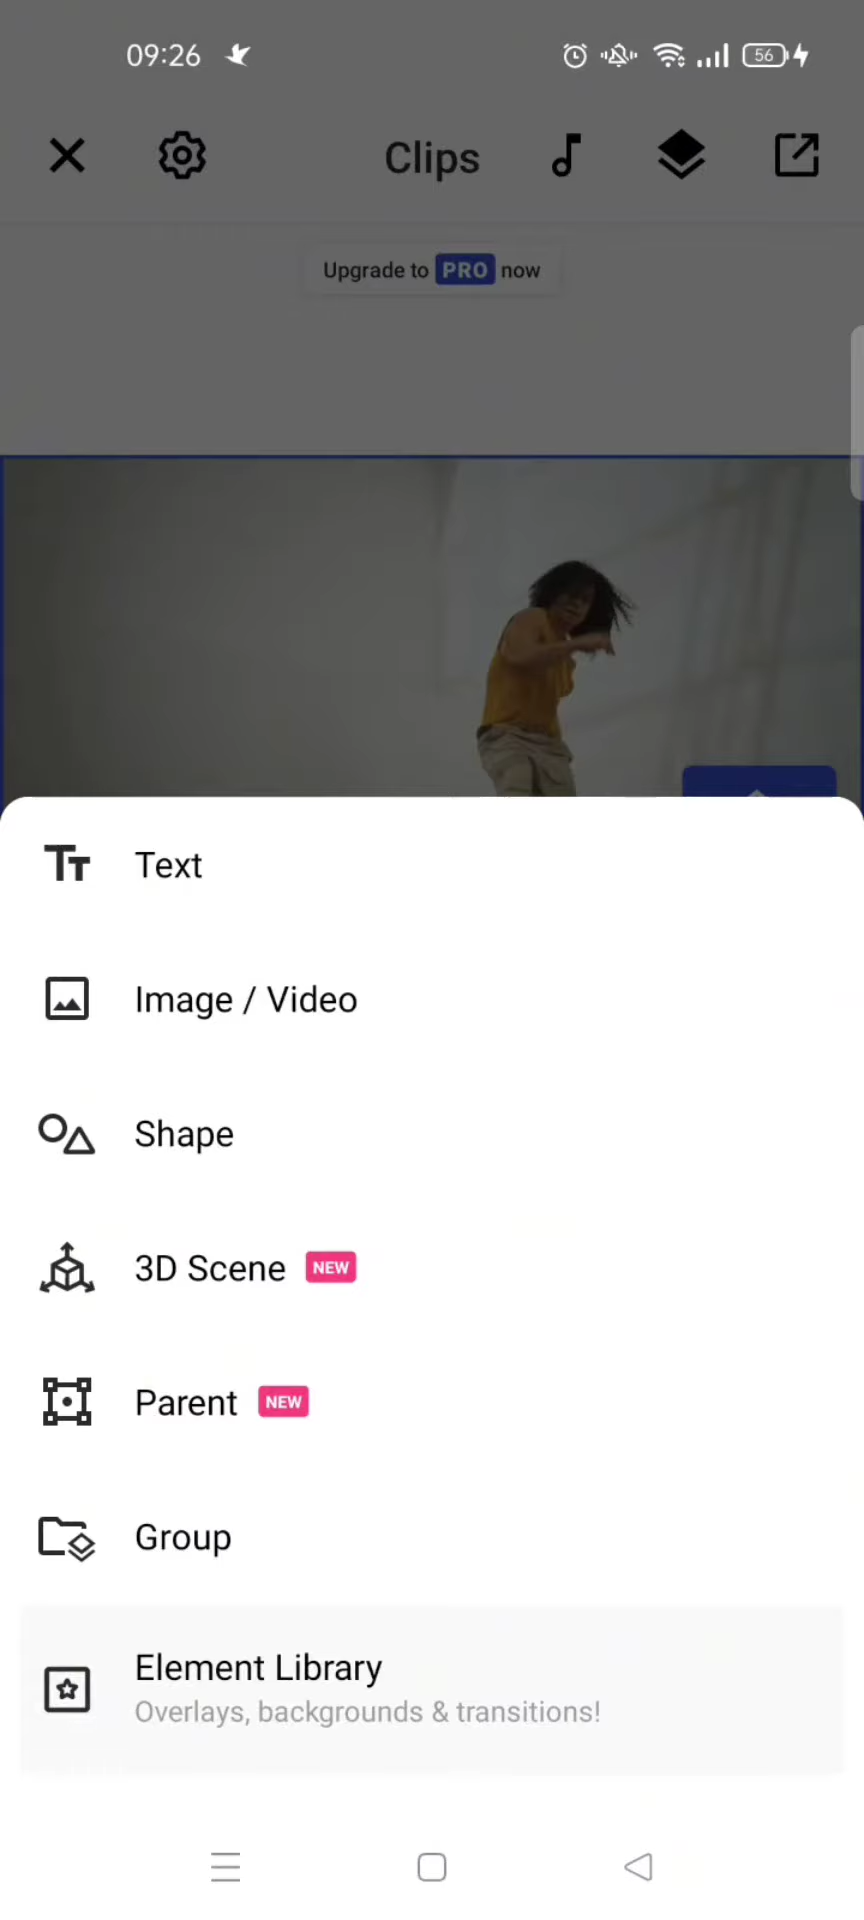 09:26
56
Clips
Upgrade to PRO now
Text
Image / Video
Shape
3D Scene NEW
Parent NEW
Group
Element Library
Overlays, backgrounds & transitions!